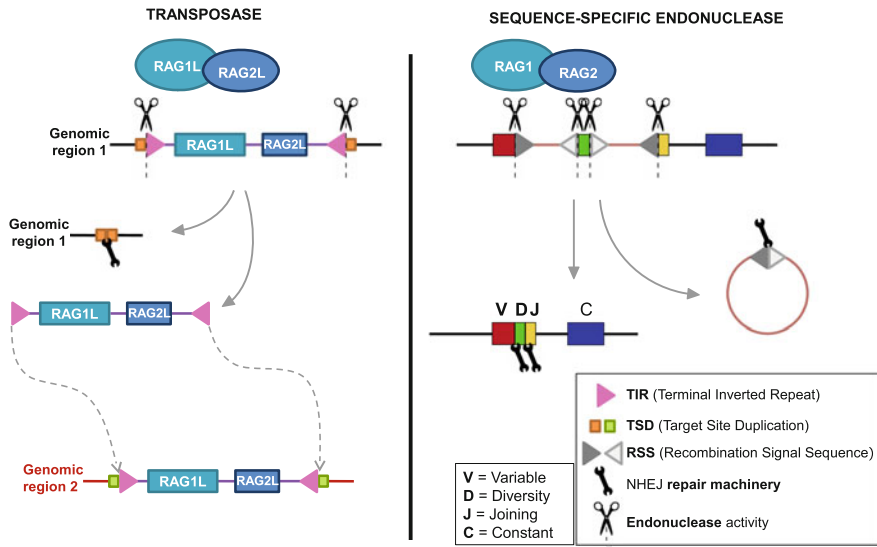 TRANSPOSASE
RAG1L
RAG2L
Genomic
region 1
RAG1L
RAG2L
Genomic
region 1
RAG1L
RAG2L
Genomic
region 2
RAG1L
RAG2L
SEQUENCE-SPECIFIC ENDONUCLEASE
RAG1
RAG2
V D J C
V = Variable
D = Diversity
J = Joining
C = Constant
TIR (Terminal Inverted Repeat)
TSD (Target Site Duplication)
RSS (Recombination Signal Sequence)
NHEJ repair machinery
Endonuclease activity